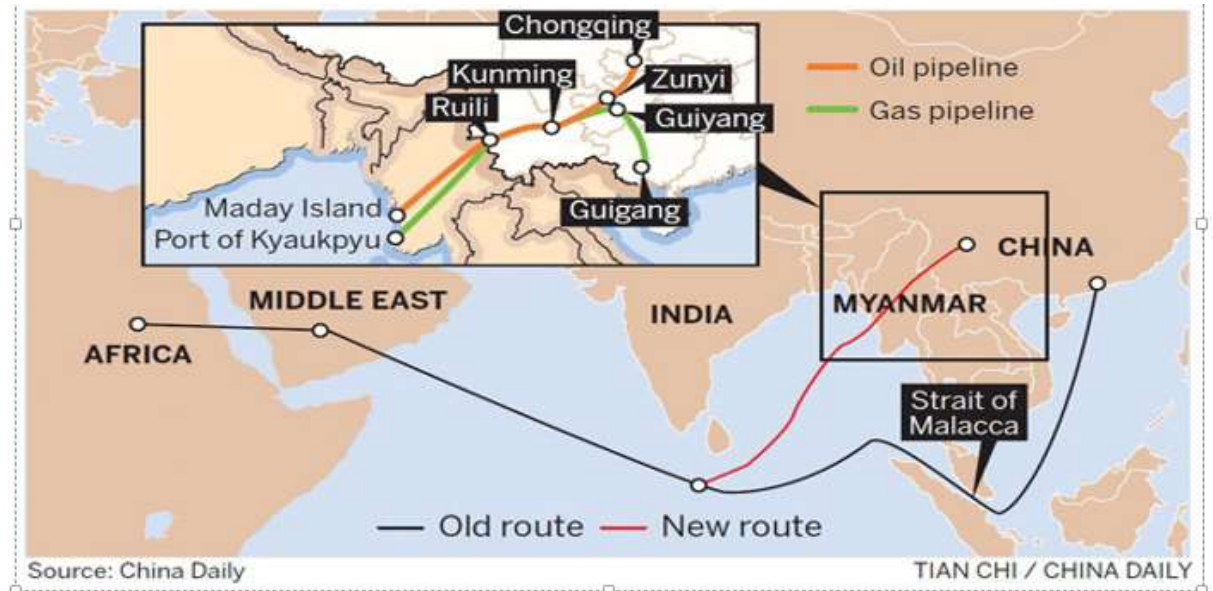 Chongqing
Kunming
Zunyi
Ruili
Guiyang
Maday Island
Port of Kyaukpyu
Guigang
Oil pipeline
Gas pipeline
CHINA
MIDDLE EAST
INDIA
MYANMAR
AFRICA
Strait of
Malacca
Old route
New route
Source: China Daily
TIAN CHI / CHINA DAILY